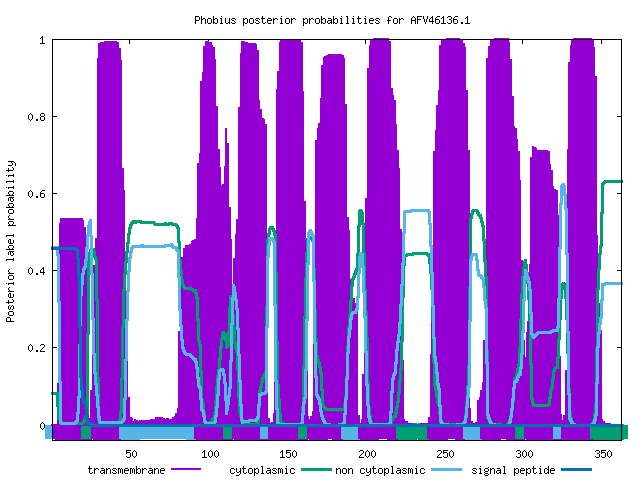 Phobius posterior probabilities for AFV46136.1
1
0.8
0.6
0.4
0.2
0
Posterior label probability
50
100
150
200
250
300
350
transmembrane
cytoplasmic
non cytoplasmic
signal peptide